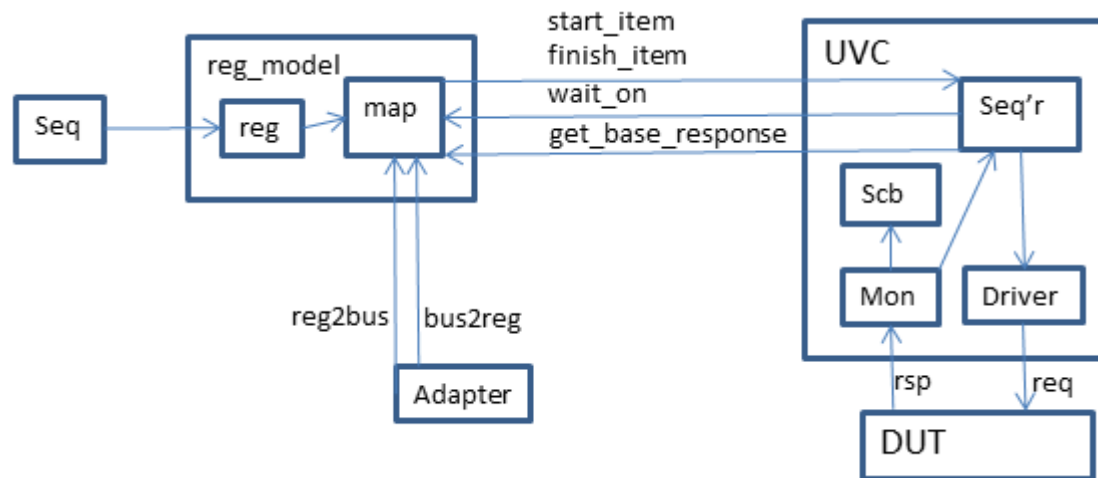 start_item
finish_item
wait_on
get_base_response
reg_model
Seq
reg
map
UVC
Seq'r
Scb
Mon
Driver
reg2bus
bus2reg
Adapter
rsp
req
DUT